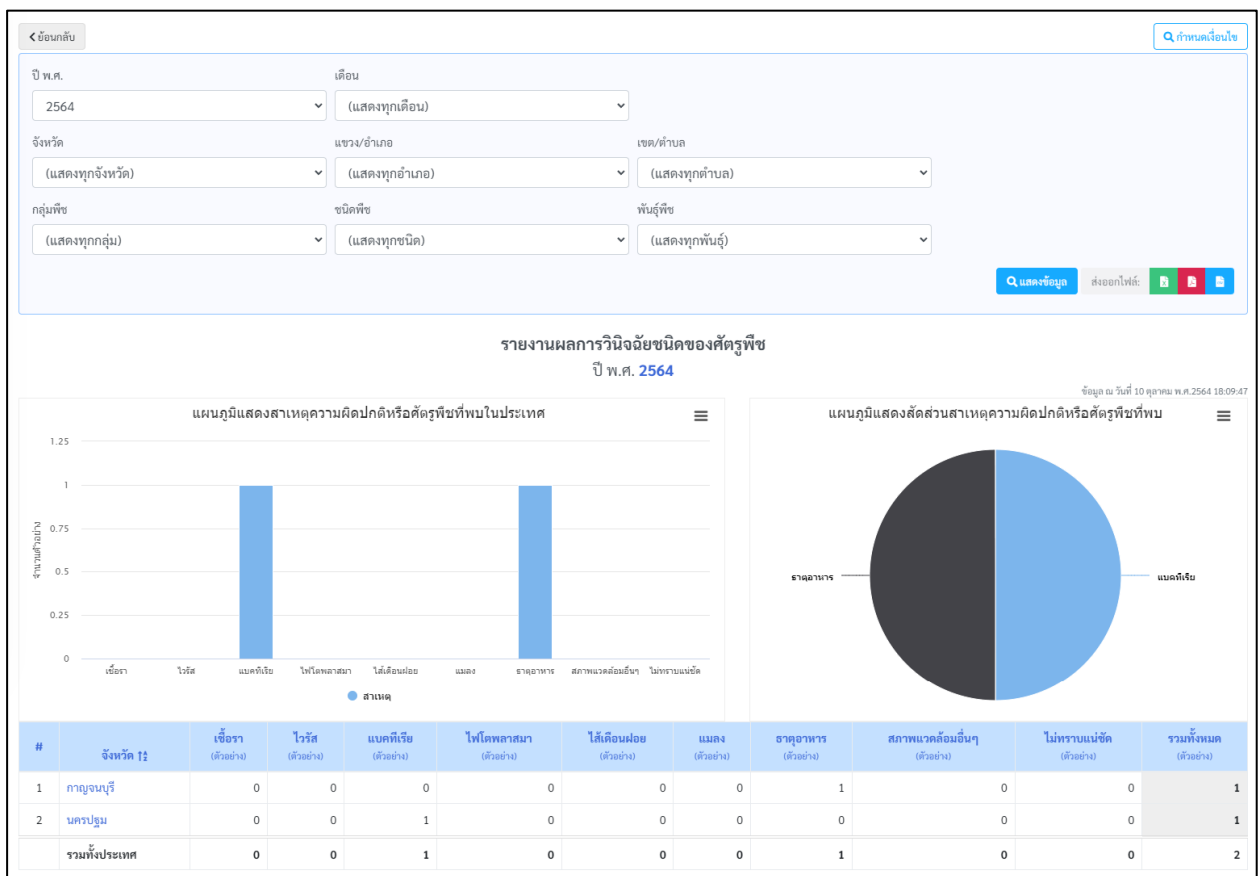 ย้อนกลับ
กำหนดเงื่อนไข
ปี พ.ศ. เดือน
2564 (แสดงทุกเดือน)
จังหวัด แขวง/อำเภอ เขต/ตำบล
(แสดงทุกจังหวัด) (แสดงทุกอำเภอ) (แสดงทุกตำบล)
กลุ่มพืช ชนิดพืช พันธุ์พืช
(แสดงทุกกลุ่ม) (แสดงทุกชนิด) (แสดงทุกพันธุ์)
แสดงข้อมูล ส่งออกไฟล์:
รายงานผลการวินิจฉัยชนิดของศัตรูพืช
ปี พ.ศ. 2564
ข้อมูล ณ วันที่ 10 ตุลาคม พ.ศ.2564 18:09:47
แผนภูมิแสดงสาเหตุความผิดปกติหรือศัตรูพืชที่พบในประเทศ
จำนวนตัวอย่าง
1.25
1
0.75
0.5
0.25
0
เชื้อรา ไวรัส แบคทีเรีย ไฟโตพลาสมา ไส้เดือนฝอย แมลง ธาตุอาหาร สภาพแวดล้อมอื่นๆ ไม่ทราบแน่ชัด
สาเหตุ
แผนภูมิแสดงสัดส่วนสาเหตุความผิดปกติหรือศัตรูพืชที่พบ
ธาตุอาหาร แบคทีเรีย
# จังหวัด เชื้อรา ไวรัส แบคทีเรีย ไฟโตพลาสมา ไส้เดือนฝอย แมลง ธาตุอาหาร สภาพแวดล้อมอื่นๆ ไม่ทราบแน่ชัด รวมทั้งหมด
(ตัวอย่าง) (ตัวอย่าง) (ตัวอย่าง) (ตัวอย่าง) (ตัวอย่าง) (ตัวอย่าง) (ตัวอย่าง) (ตัวอย่าง) (ตัวอย่าง) (ตัวอย่าง)
1 กาญจนบุรี 0 0 0 0 0 0 1 0 0 1
2 นครปฐม 0 0 1 0 0 0 0 0 0 1
รวมทั้งประเทศ 0 0 1 0 0 0 1 0 0 2